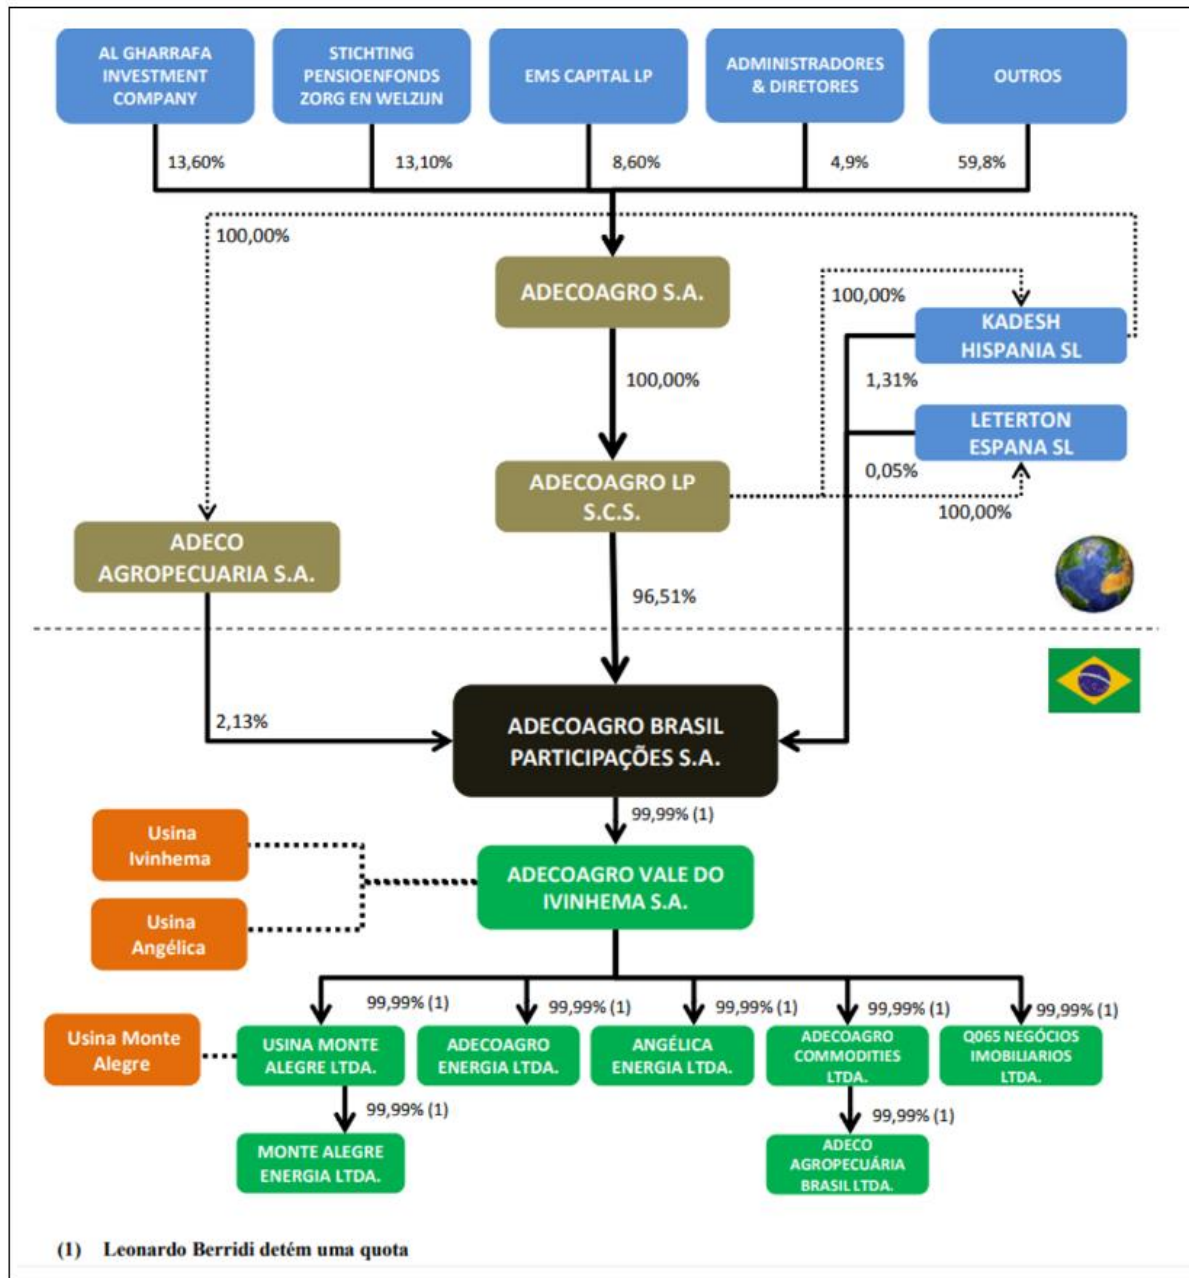 AL GHARRAFA
INVESTMENT
COMPANY
STICHTING
PENSIOENFONDS
ZORG EN WELZIJN
EMS CAPITAL LP
ADMINISTRADORES
& DIRETORES
OUTROS
13,60%
13,10%
8,60%
4,9%
59,8%
100,00%
ADECOAGRO S.A.
100,00%
KADESH
HISPANIA SL
100,00%
1,31%
LETERTON
ESPANA SL
0,05%
ADECOAGRO LP
S.C.S.
100,00%
ADECO
AGROPECUARIA S.A.
96,51%
2,13%
ADECOAGRO BRASIL
PARTICIPAÇÕES S.A.
99,99% (1)
Usina
Ivinhema
ADECOAGRO VALE DO
IVINHEMA S.A.
Usina
Angélica
99,99% (1)
99,99% (1)
99,99% (1)
99,99% (1)
99,99% (1)
Usina Monte
Alegre
USINA MONTE
ALEGRE LTDA.
ADECOAGRO
ENERGIA LTDA.
ANGÉLICA
ENERGIA LTDA.
ADECOAGRO
COMMODITIES
LTDA.
Q065 NEGÓCIOS
IMOBILIARIOS
LTDA.
99,99% (1)
99,99% (1)
MONTE ALEGRE
ENERGIA LTDA.
ADECO
AGROPECUÁRIA
BRASIL LTDA.
(1) Leonardo Berridi detém uma quota